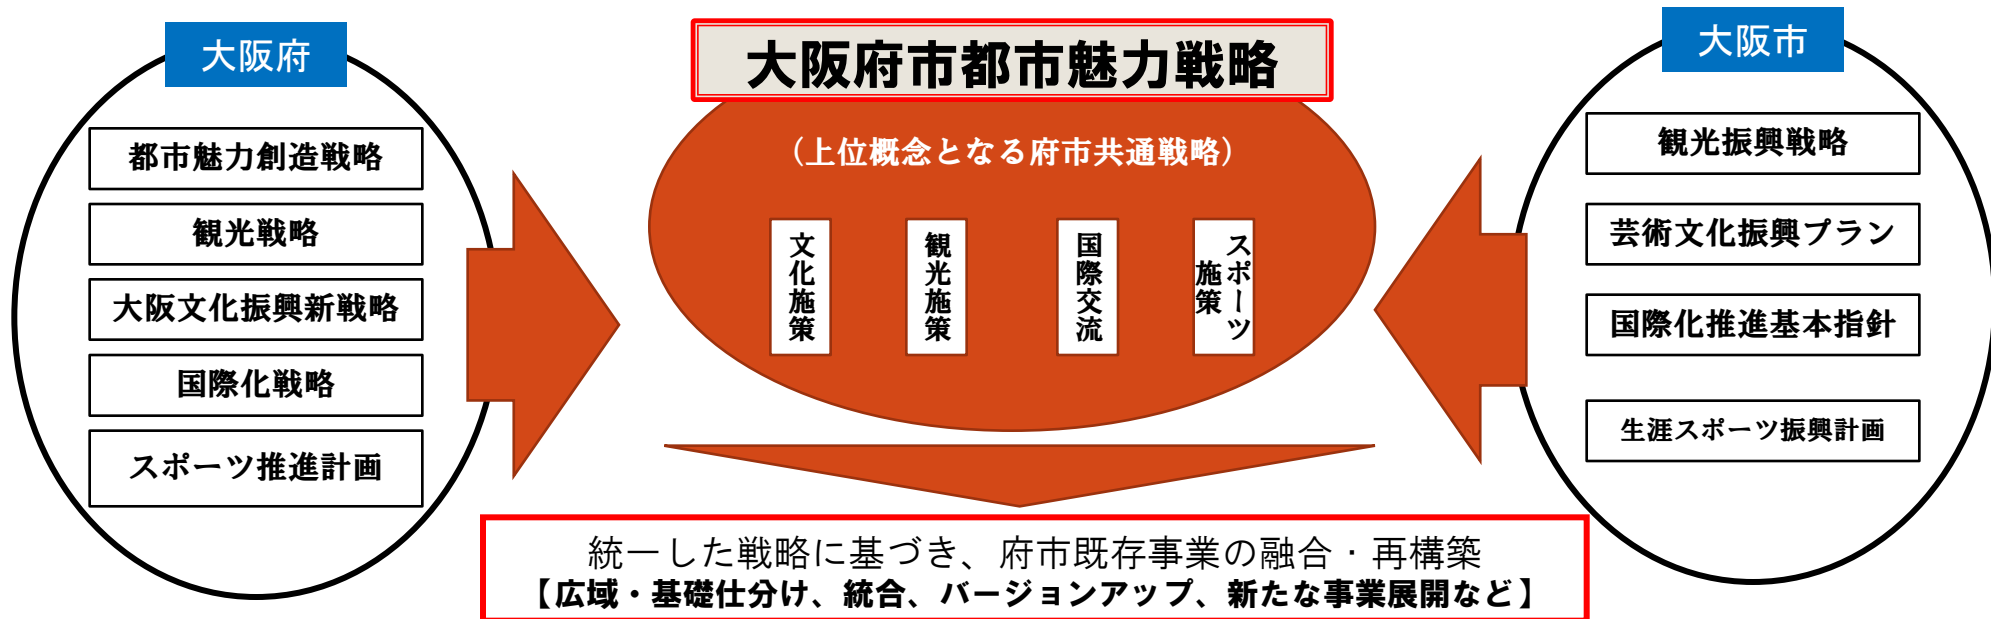 大阪府
都市魅力創造戦略
観光戦略
大阪文化振興新戦略
国際化戦略
スポーツ推進計画
大阪府市都市魅力戦略
（上位概念となる府市共通戦略）
文化施策
観光施策
国際交流
スポーツ
施策
大阪市
観光振興戦略
芸術文化振興プラン
国際化推進基本指針
生涯スポーツ振興計画
統一した戦略に基づき、府市既存事業の融合・再構築
【広域・基礎仕分け、統合、バージョンアップ、新たな事業展開など】